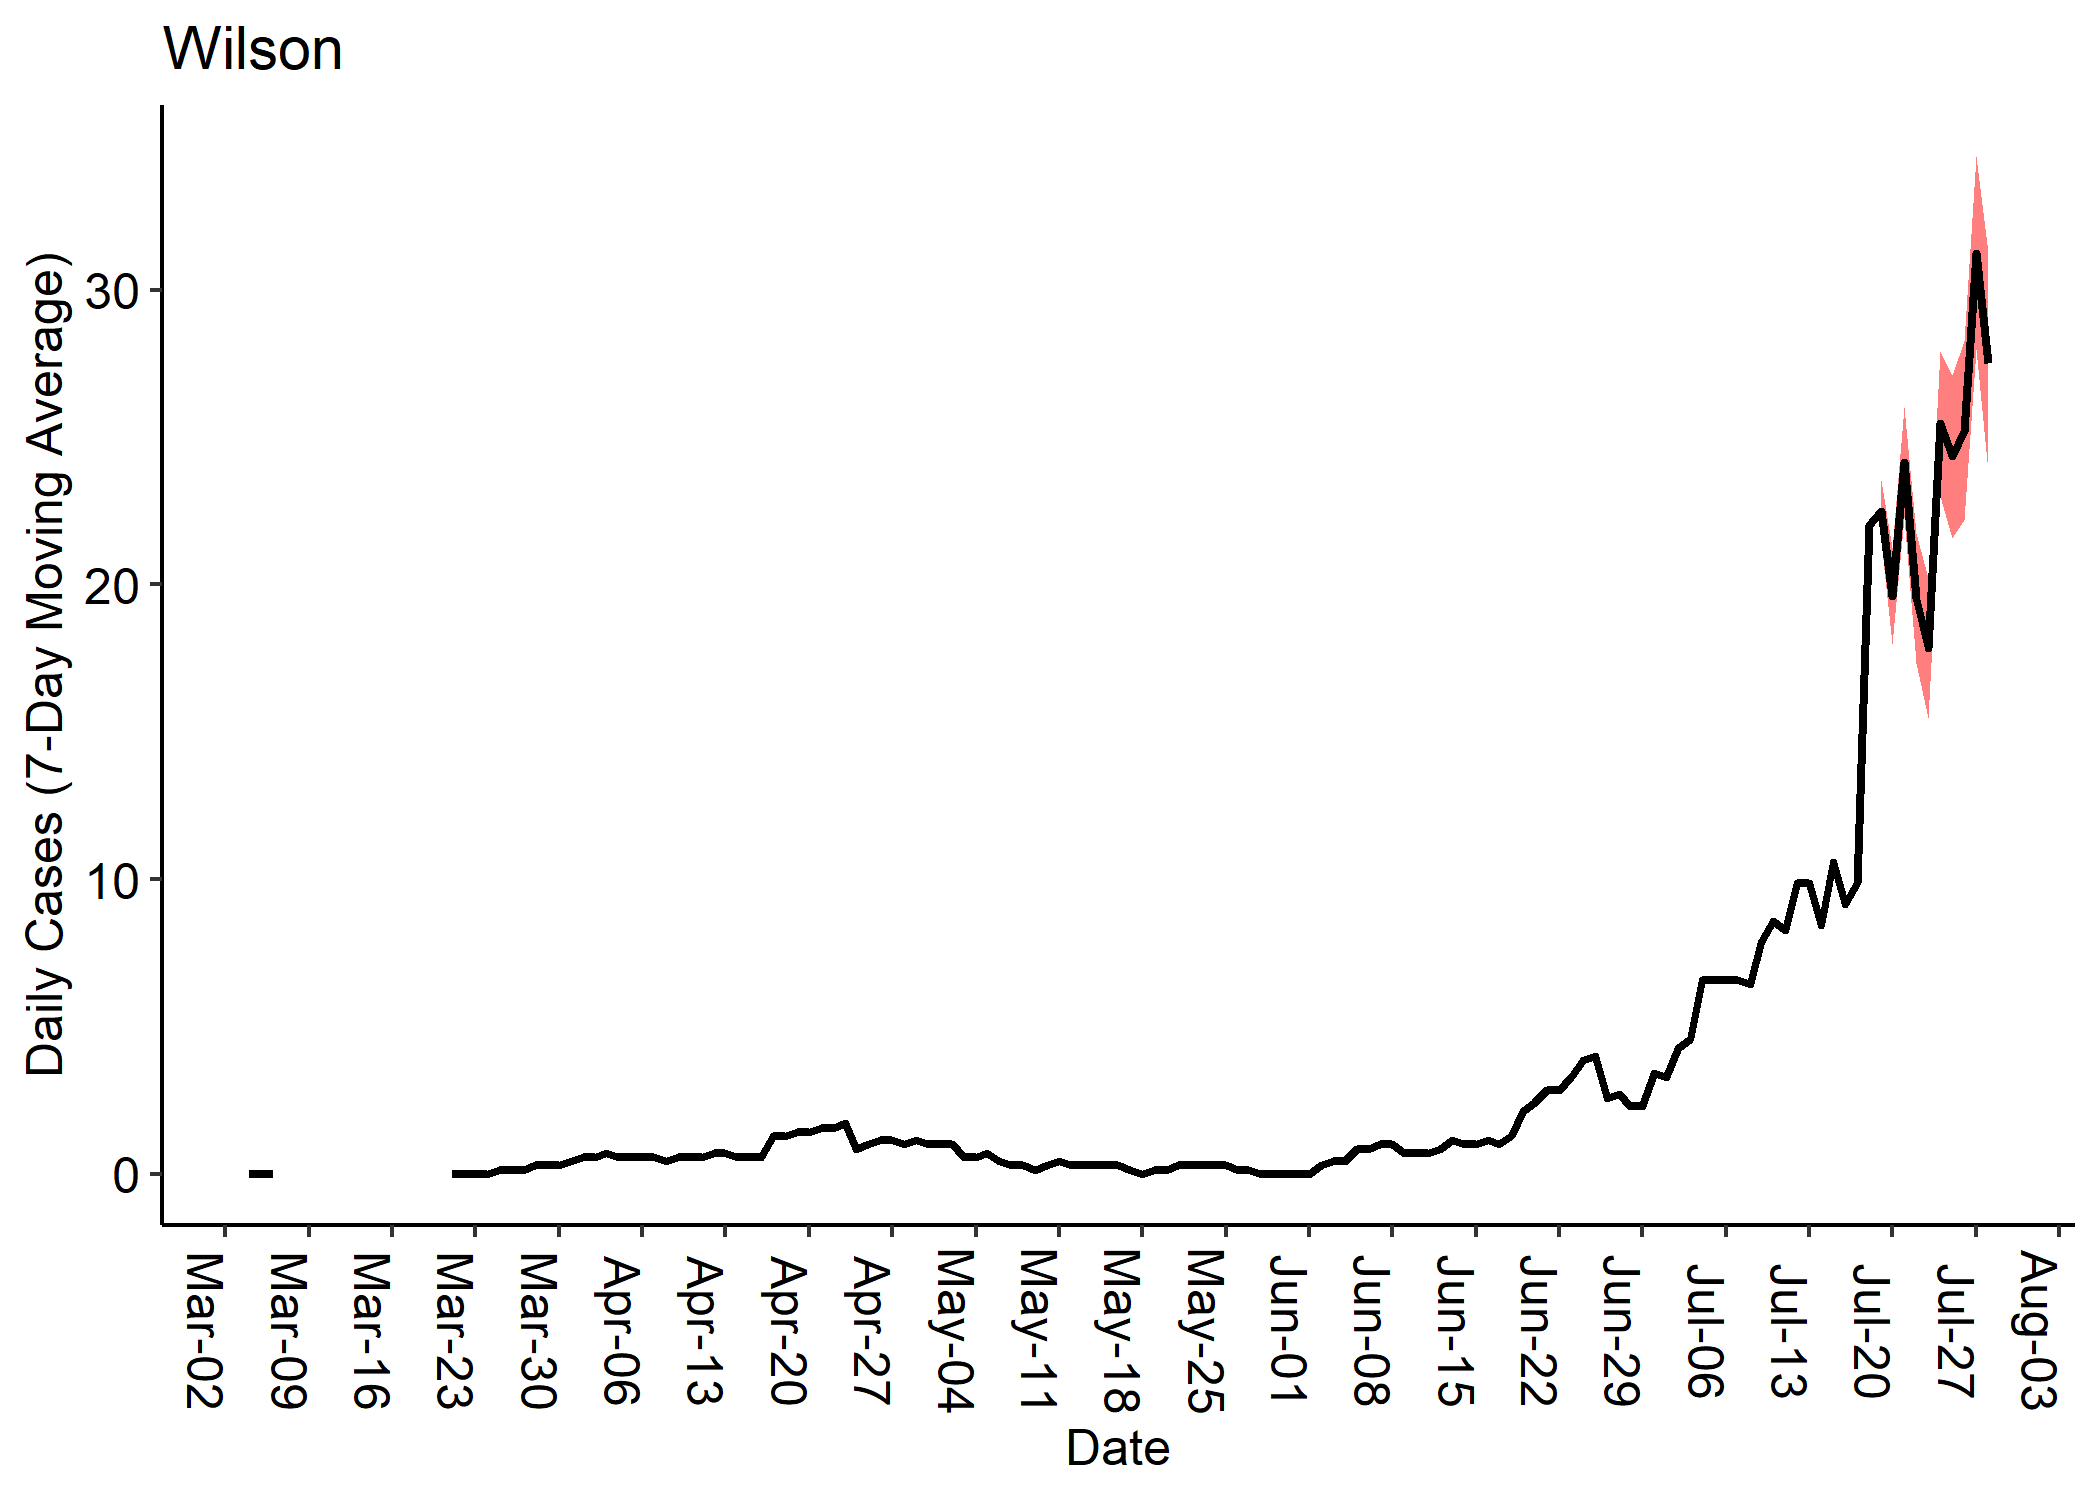 Wilson
Daily Cases (7-Day Moving Average)
30
20
10
0
Mar-02
Mar-09
Mar-16
Mar-23
Mar-30
Apr-06
Apr-13
Apr-20
Apr-27
May-04
May-11
May-18
May-25
Jun-01
Jun-08
Jun-15
Jun-22
Jun-29
Jul-06
Jul-13
Jul-20
Jul-27
Aug-03
Date